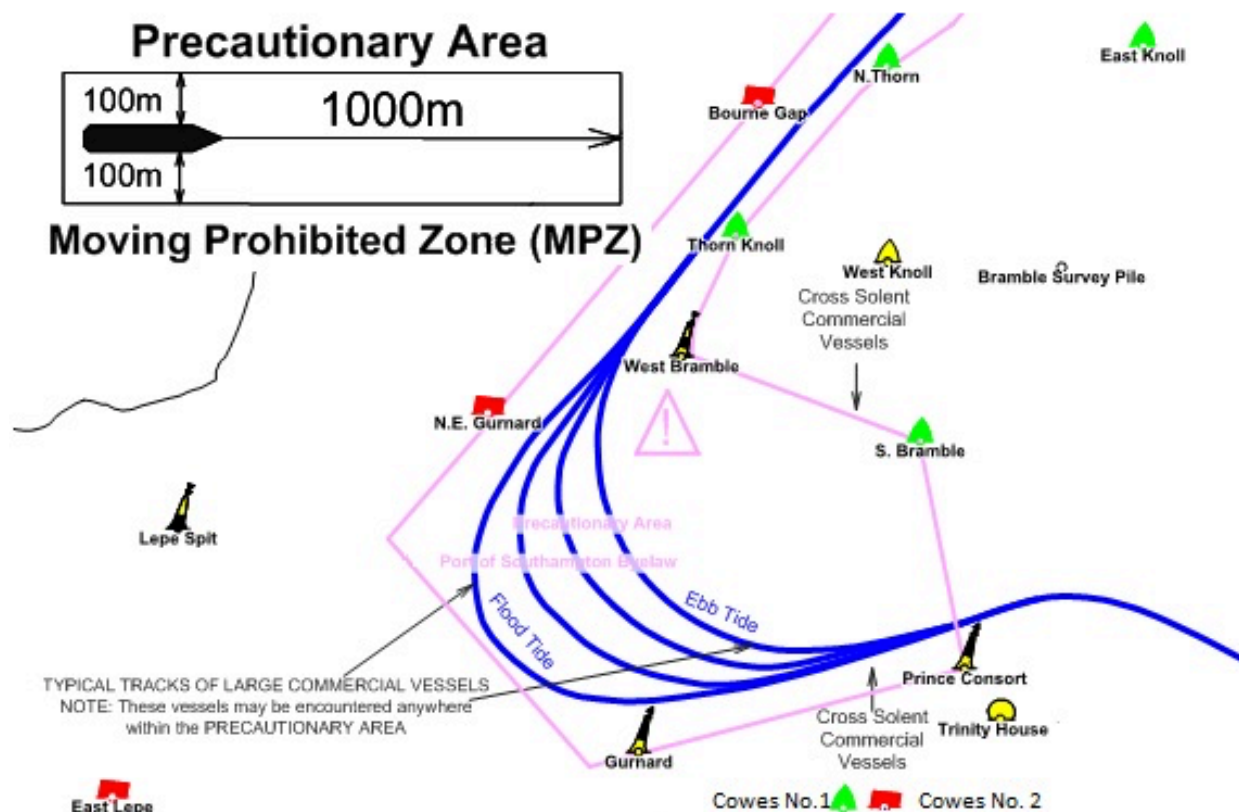 Precautionary Area
100m
1000m
100m
Moving Prohibited Zone (MPZ)
East Knoll
N.Thorn
Bourne Gap
Thorn Knoll
West Knoll
Bramble Survey Pile
Cross Solent
Commercial
Vessels
West Bramble
N.E. Gurnard
!
S. Bramble
Lepe Spit
Precautionary Area
Port of Southampton Byelaw
Flood Tide
Ebb Tide
TYPICAL TRACKS OF LARGE COMMERCIAL VESSELS
NOTE: These vessels may be encountered anywhere
within the PRECAUTIONARY AREA
Prince Consort
Cross Solent
Commercial
Vessels
Trinity House
Gurnard
East Lepe
Cowes No.1
Cowes No. 2